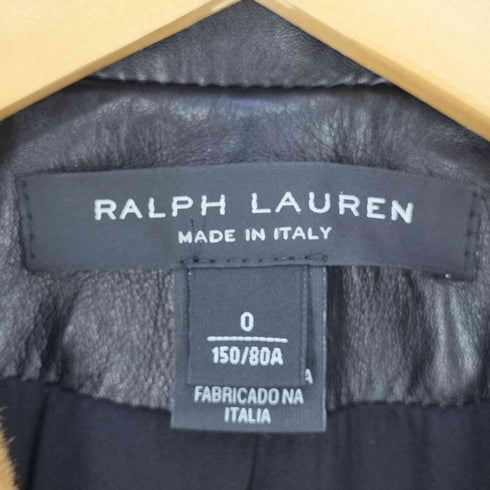 RALPH LAUREN
MADE IN ITALY
0
150/80A
A
FABRICADO NA
ITALIA